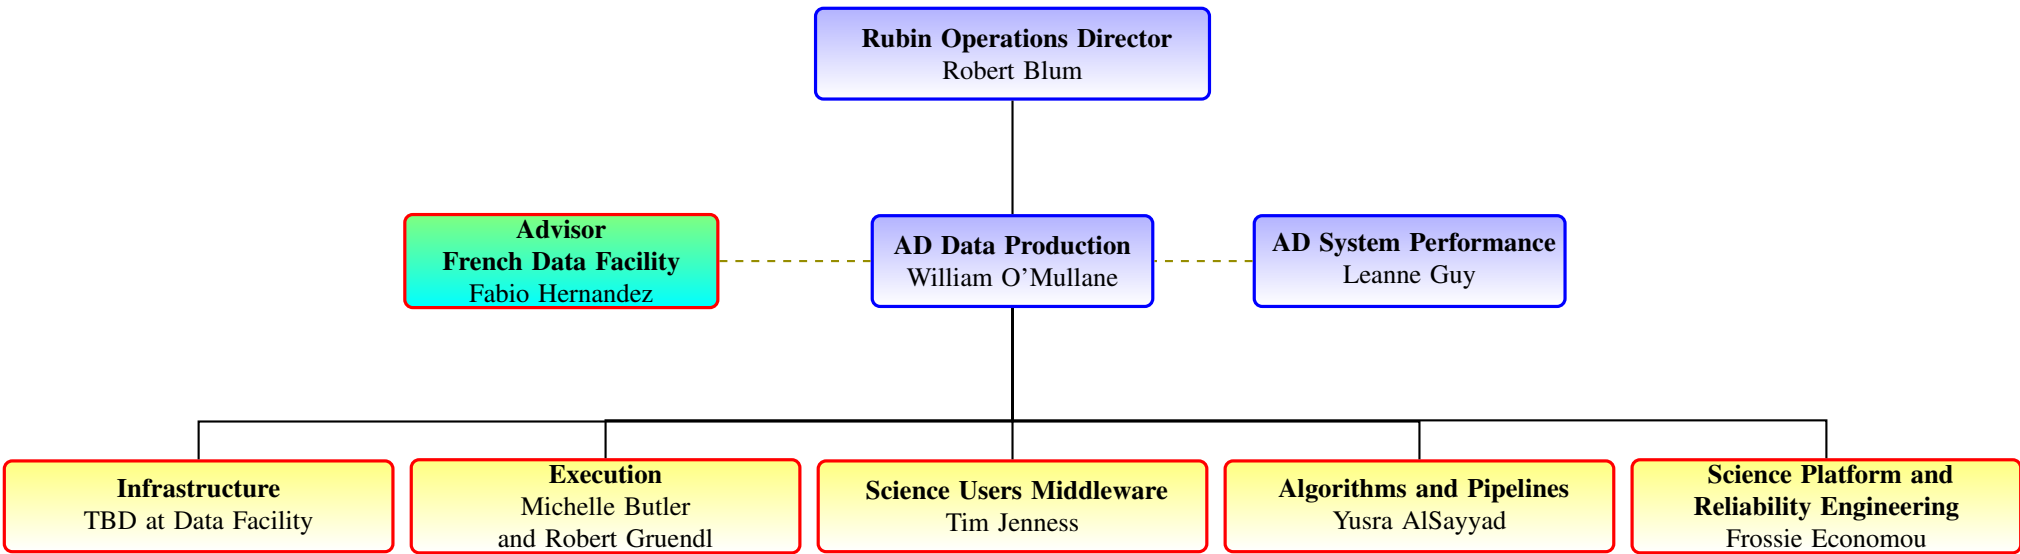 Rubin Operations Director
Robert Blum
Advisor
French Data Facility
Fabio Hernandez
AD Data Production
William O'Mullane
AD System Performance
Leanne Guy
Infrastructure
TBD at Data Facility
Execution
Michelle Butler
and Robert Gruendl
Science Users Middleware
Tim Jenness
Algorithms and Pipelines
Yusra AlSayyad
Science Platform and
Reliability Engineering
Frossie Economou